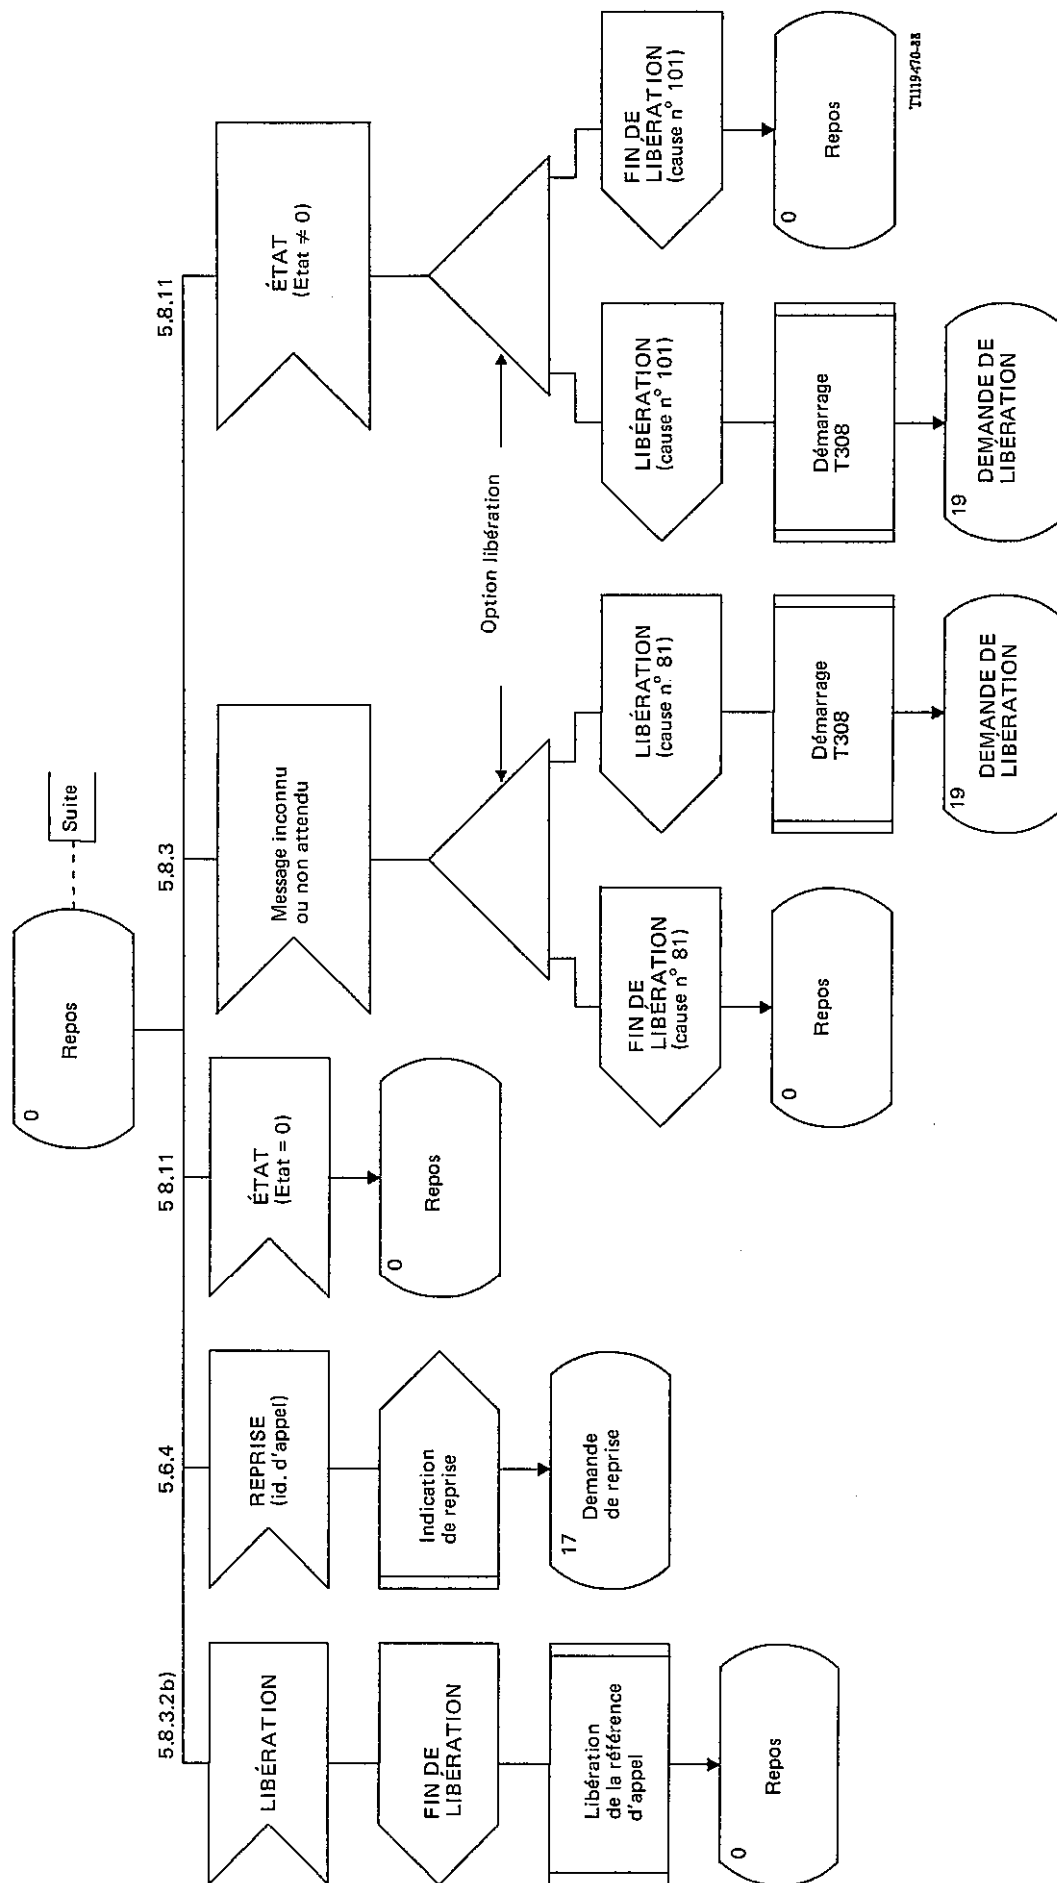 Repos
0
Suite
5.8.3.2b)
5.6.4
5 8.11
5.8.3
5.8.11
LIBÉRATION
FIN DE
LIBÉRATION
Libération
de la référence
d'appel
Repos
0
REPRISE
(id. d'appel)
Indication
de reprise
17
Demande
de reprise
ÉTAT
(Etat = 0)
Repos
0
Message inconnu
ou non attendu
Option libération
FIN DE
LIBÉRATION
(cause n° 81)
Repos
0
LIBÉRATION
(cause n° 81)
Démarrage
T308
19
DEMANDE DE
LIBÉRATION
ÉTAT
(Etat ≠ 0)
LIBÉRATION
(cause n° 101)
Démarrage
T308
19
DEMANDE DE
LIBÉRATION
FIN DE
LIBÉRATION
(cause n° 101)
Repos
0
T1119470-88